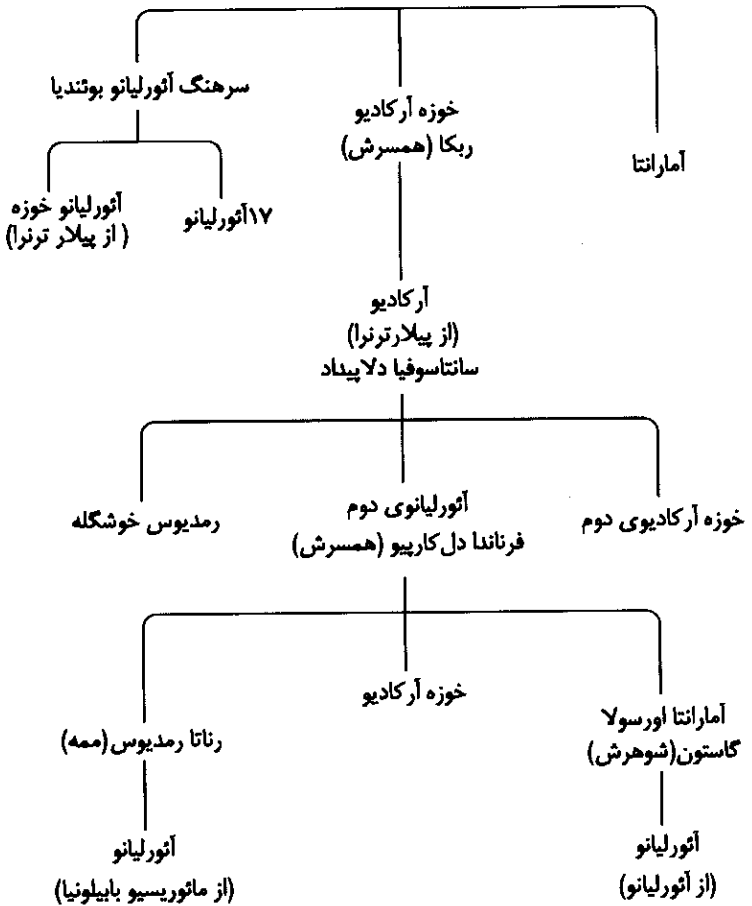 سرهنگ آئورلیانو بوئندیا
خوزه آرکادیو
ربکا (همسرش)
آمارانتا
آئورلیانو خوزه
( از پیلار ترنرا)
۱۷آئورلیانو
آرکادیو
(از پیلارترنرا)
سانتاسوفیا دلاپیداد
خوزه آرکادیوی دوم
آئورلیانوی دوم
فرناندا دل‌کارپیو (همسرش)
رمدیوس خوشگله
آمارانتا اورسولا
گاستون(شوهرش)
خوزه آرکادیو
رناتا رمدیوس(ممه)
آئورلیانو
(از آئورلیانو)
آئورلیانو
(از مائوریسیو بابیلونیا)